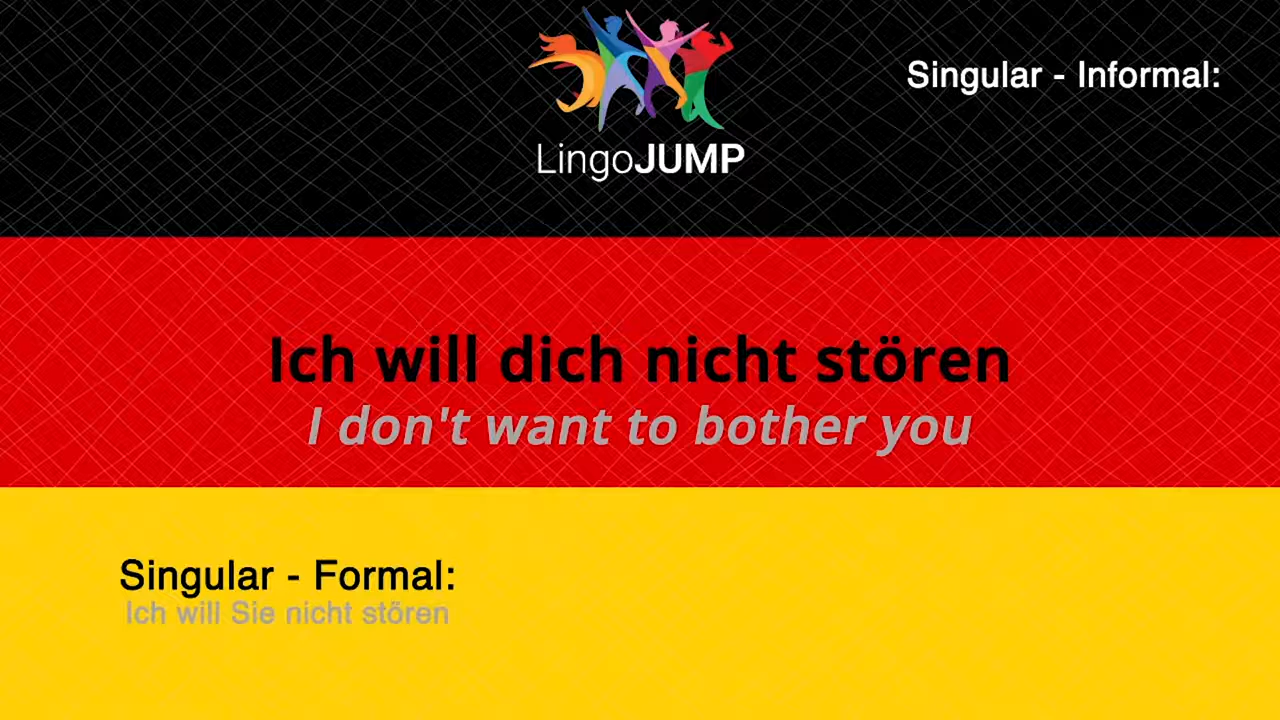 LingoJUMP
Singular - Informal:
Ich will dich nicht stören
I don't want to bother you
Singular - Formal:
Ich will Sie nicht stören